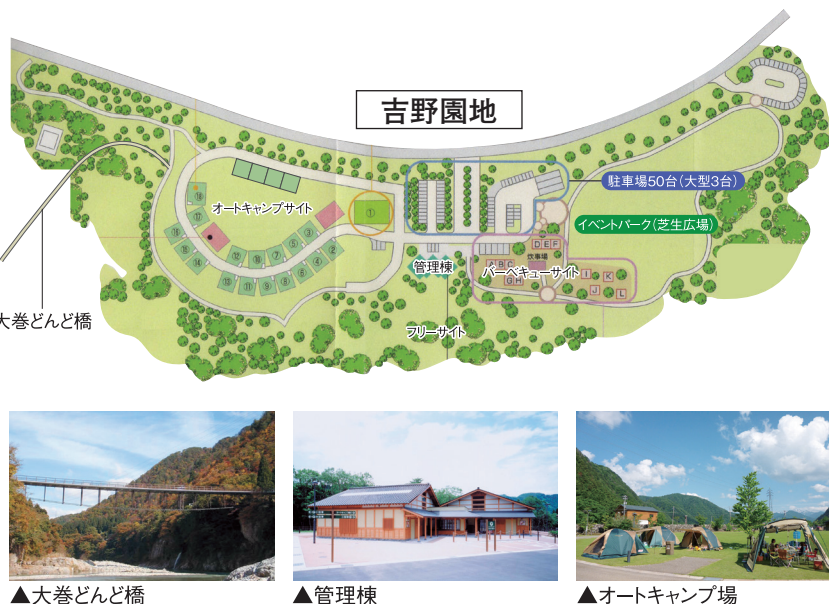 吉野園地
駐車場50台(大型3台)
オートキャンプサイト
①
イベントパーク(芝生広場)
D E F
炊事場
管理棟
バーベキューサイト
A B C
G H
I K
J L
大巻どんど橋
フリーサイト
▲大巻どんど橋
▲管理棟
▲オートキャンプ場